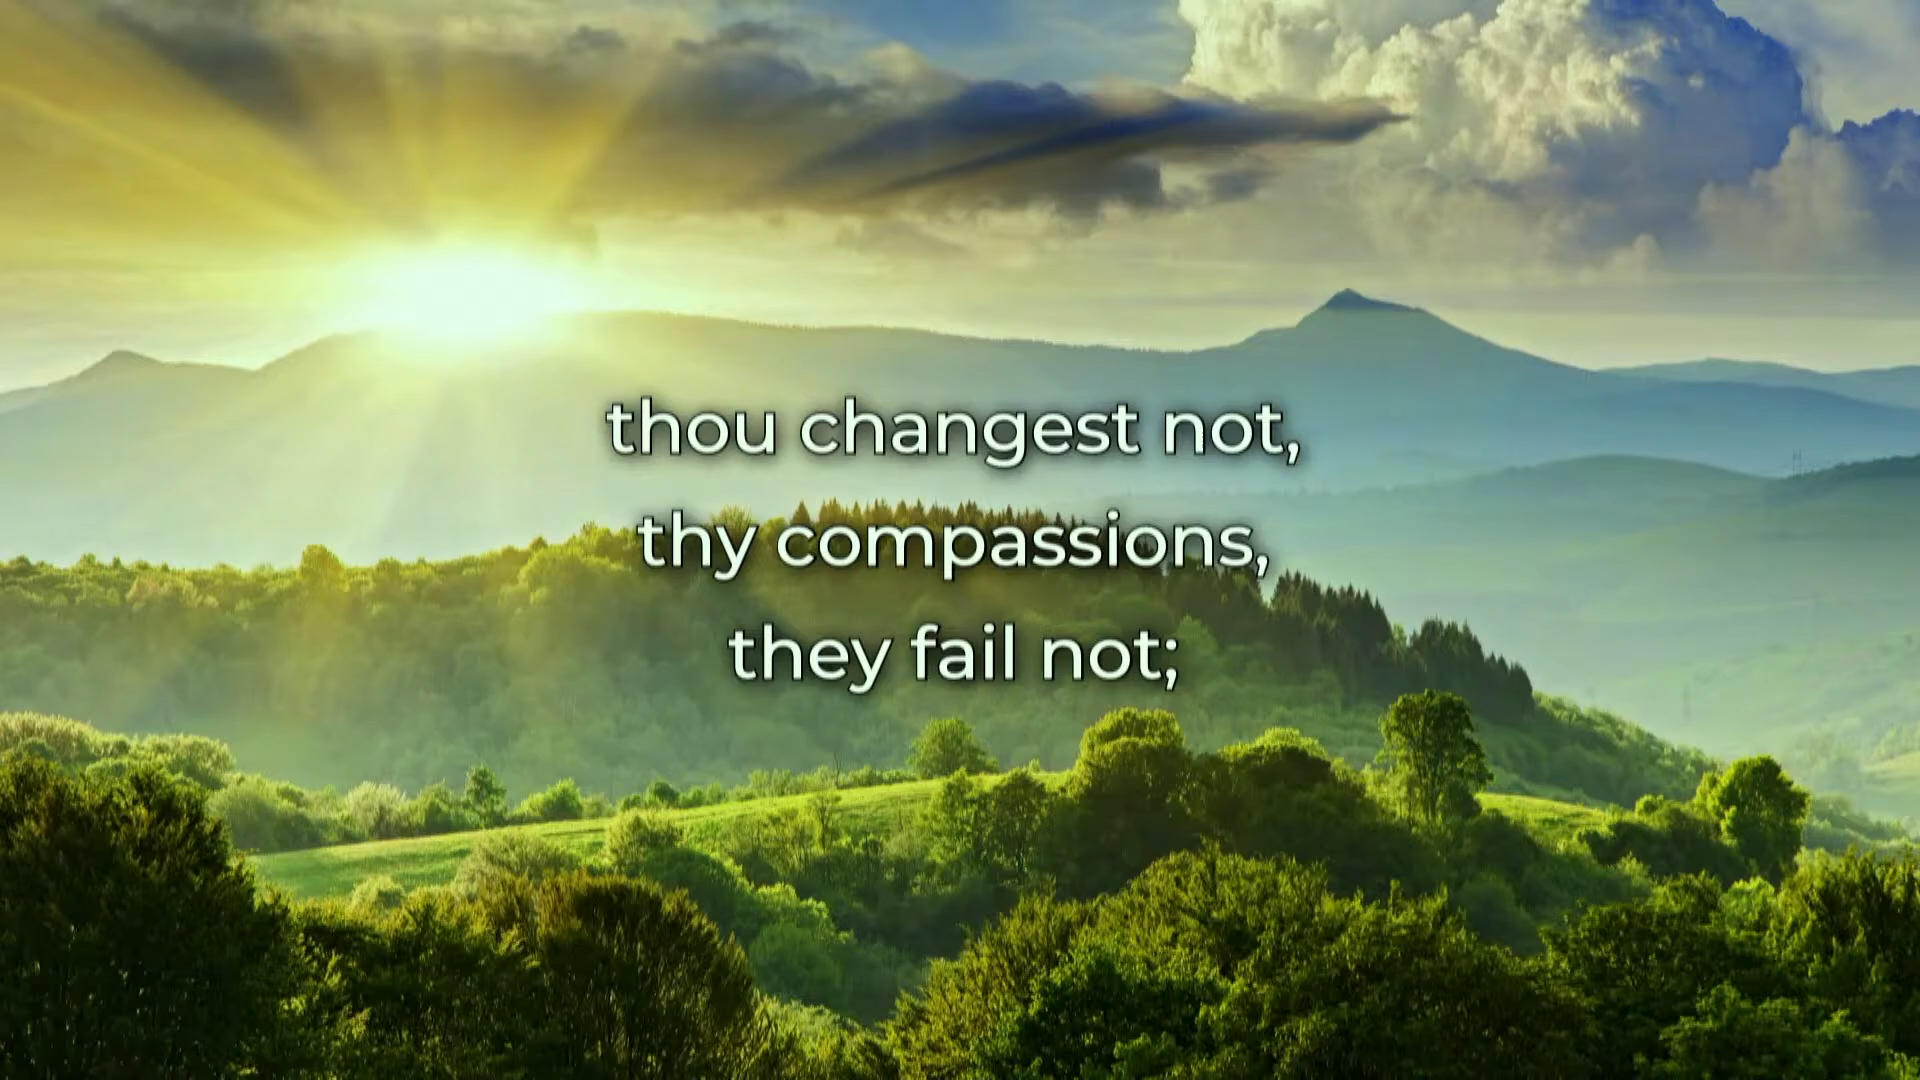 thou changest not,
thy compassions,
they fail not;